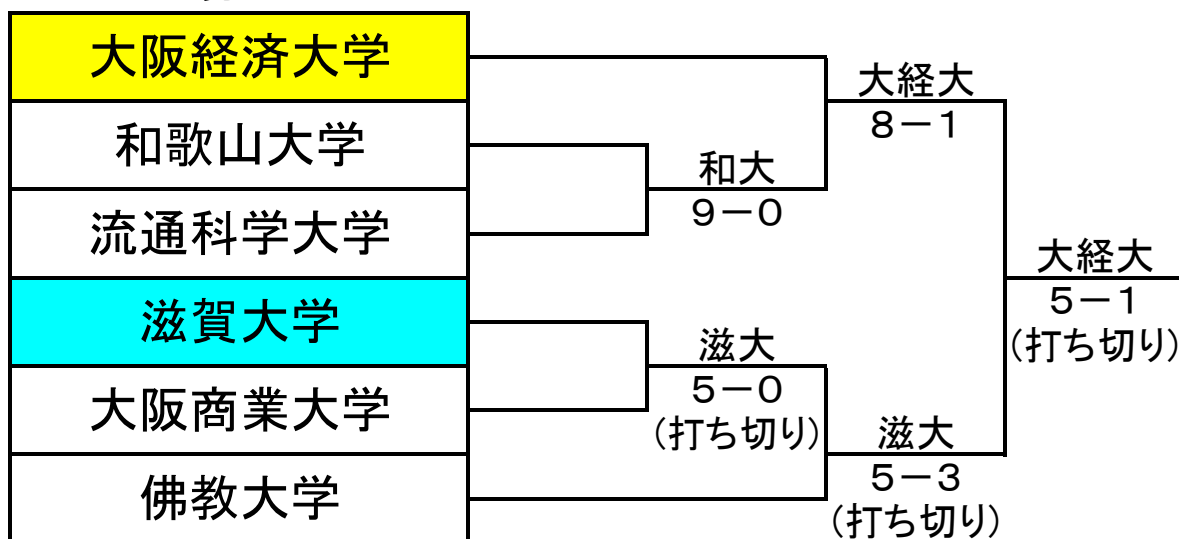 大阪経済大学
和歌山大学
流通科学大学
滋賀大学
大阪商業大学
佛教大学
和大
9-0
滋大
5-0
(打ち切り)
大経大
8-1
滋大
5-3
(打ち切り)
大経大
5-1
(打ち切り)